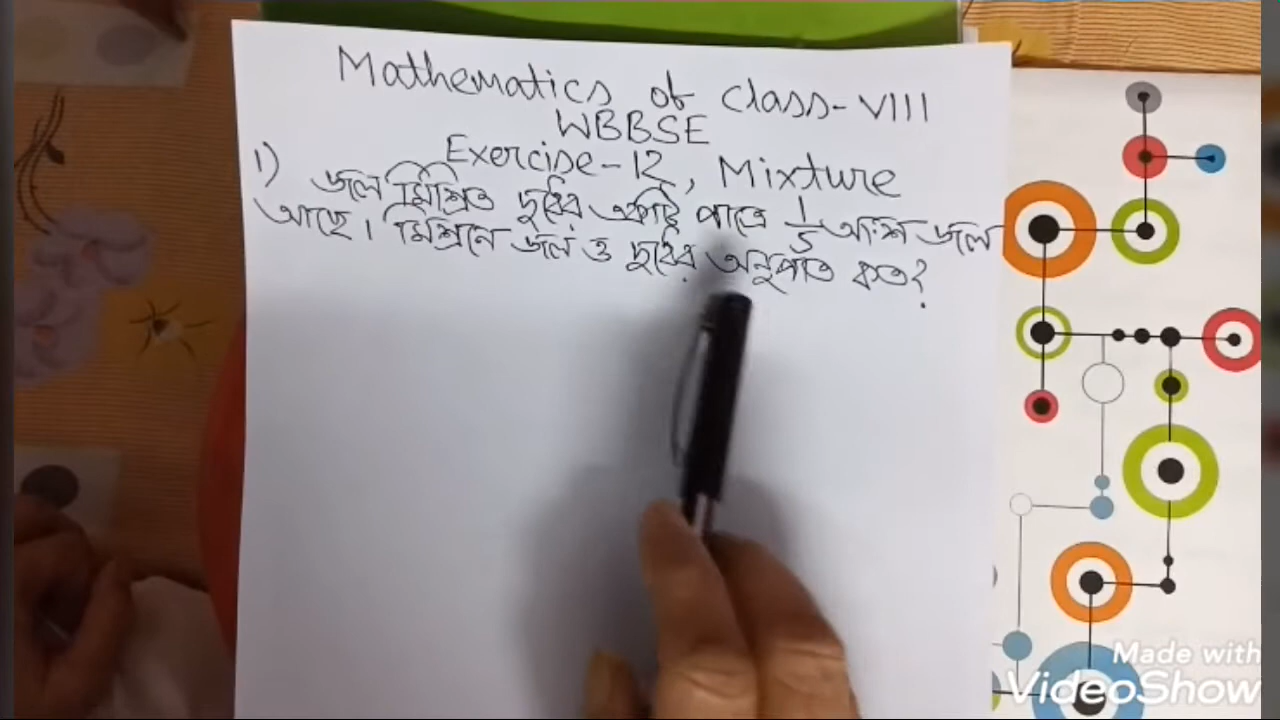 Mathematics of Class-VIII
WBBSE
Exercise-12, Mixture
1) জল মিশ্রিত দুধের একটি পাত্রে 1/5 অংশ জল
আছে। মিশ্রনে জল ও দুধের অনুপাত কত?
Made with
VideoShow